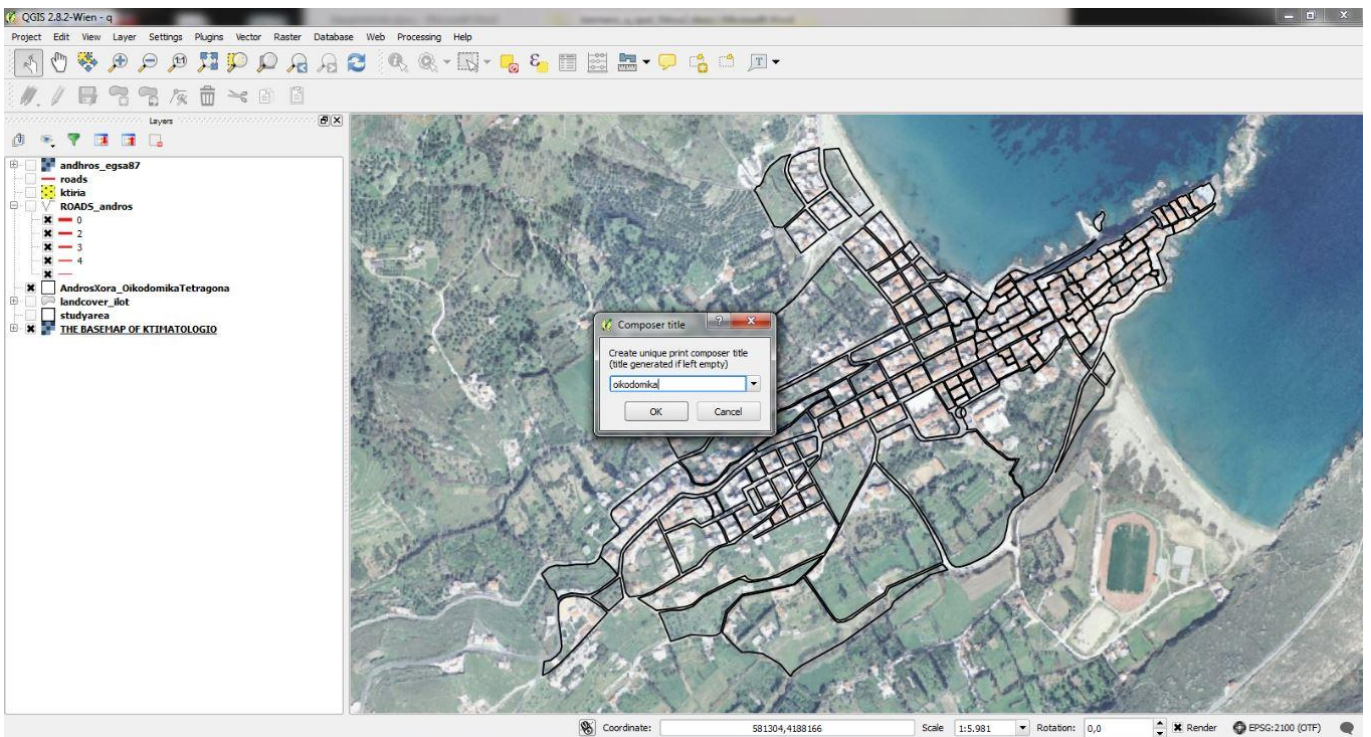 QGIS 2.8.2-Wien - q
Project Edit View Layer Settings Plugins Vector Raster Database Web Processing Help
Layers
andhros_egsa87
roads
ktiria
ROADS_andros
0
2
3
4
AndrosXora_OikodomikaTetragona
landcover_ilot
studyarea
THE BASEMAP OF KTIMATOLOGIO
Composer title
Create unique print composer title
(title generated if left empty)
oikodomika
OK Cancel
Coordinate: 581304,4188166 Scale 1:5.981 Rotation: 0,0 Render EPSG:2100 (OTF)